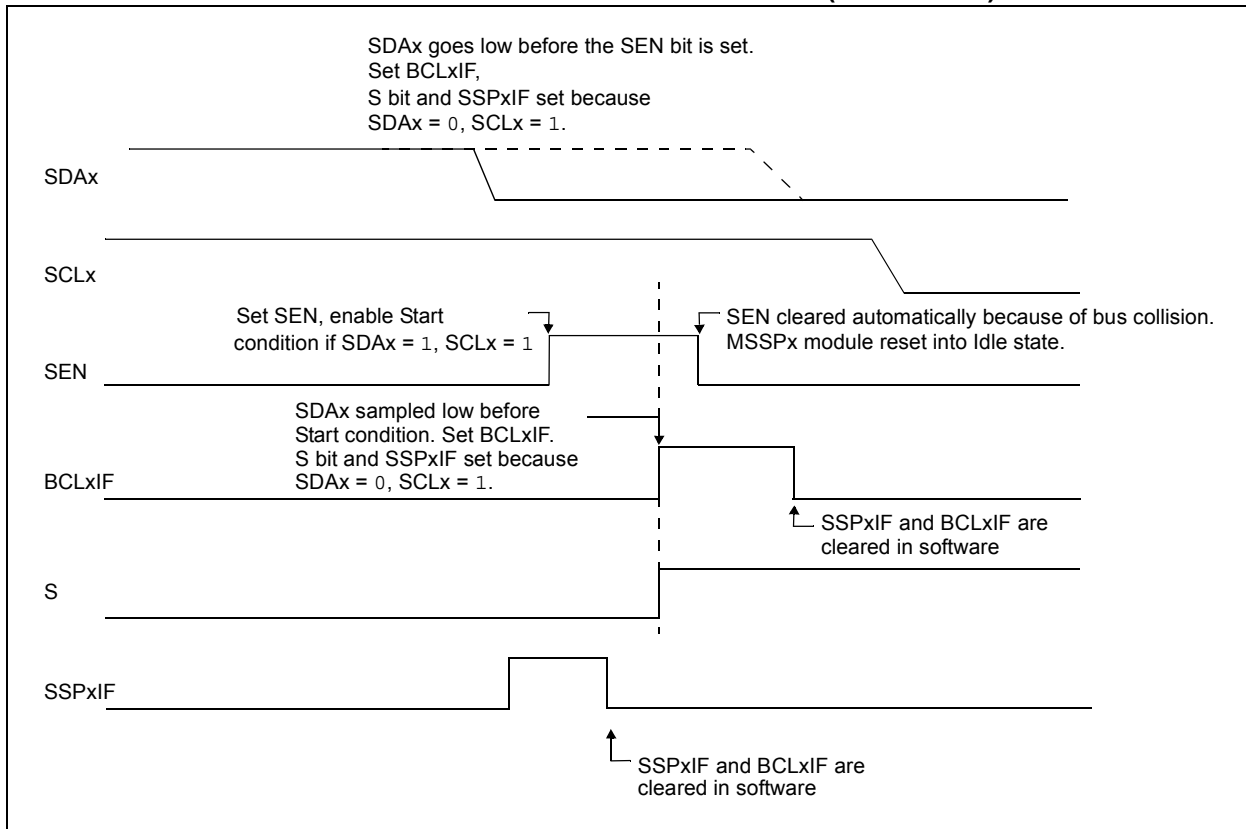 SDAx goes low before the SEN bit is set.
Set BCLxIF,
S bit and SSPxIF set because
SDAx = 0, SCLx = 1.
SDAx
SCLx
Set SEN, enable Start
condition if SDAx = 1, SCLx = 1
SEN cleared automatically because of bus collision.
MSSPx module reset into Idle state.
SEN
SDAx sampled low before
Start condition. Set BCLxIF.
S bit and SSPxIF set because
SDAx = 0, SCLx = 1.
BCLxIF
SSPxIF and BCLxIF are
cleared in software
S
SSPxIF
SSPxIF and BCLxIF are
cleared in software